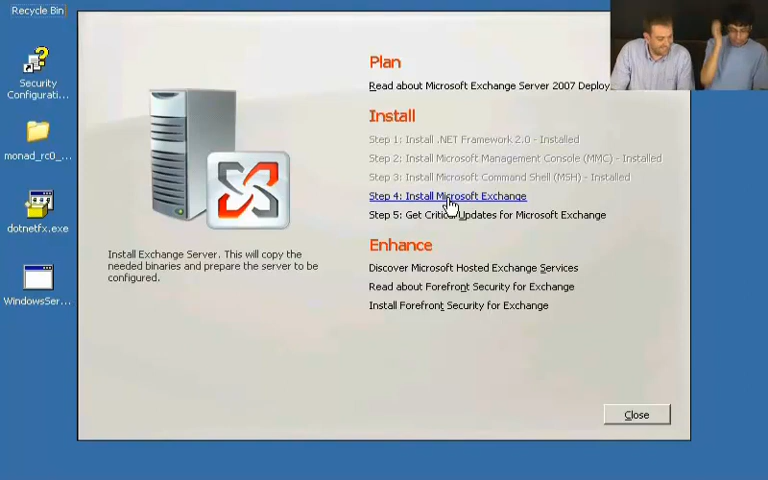 Recycle Bin
Security
Configurati...
monad_rc0_...
dotnetfx.exe
WindowsSer...
Install Exchange Server. This will copy the
needed binaries and prepare the server to be
configured.
Plan
Read about Microsoft Exchange Server 2007 Deploy
Install
Step 1: Install .NET Framework 2.0 - Installed
Step 2: Install Microsoft Management Console (MMC) - Installed
Step 3: Install Microsoft Command Shell (MSH) - Installed
Step 4: Install Microsoft Exchange
Step 5: Get Critical Updates for Microsoft Exchange
Enhance
Discover Microsoft Hosted Exchange Services
Read about Forefront Security for Exchange
Install Forefront Security for Exchange
Close